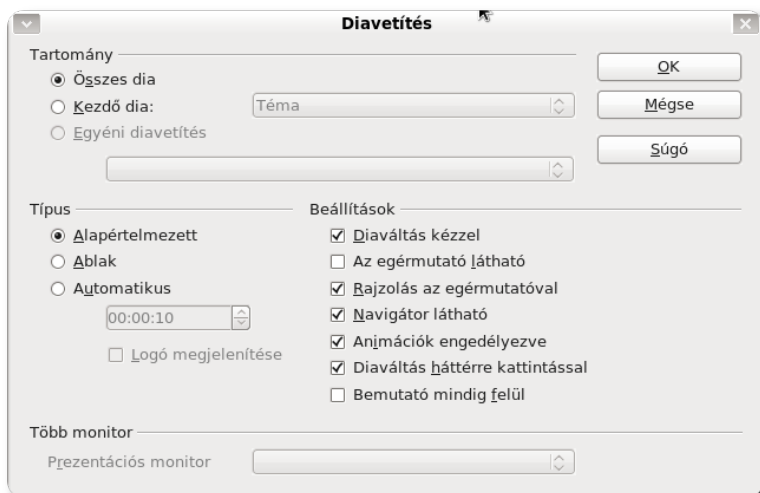 Diavetítés
Tartomány
Összes dia
Kezdő dia:
Téma
Egyéni diavetítés
OK
Mégse
Súgó
Típus
Alapértelmezett
Ablak
Automatikus
00:00:10
Logó megjelenítése
Beállítások
Diaváltás kézzel
Az egérmutató látható
Rajzolás az egérmutatóval
Navigátor látható
Animációk engedélyezve
Diaváltás háttérre kattintással
Bemutató mindig felül
Több monitor
Prezentációs monitor